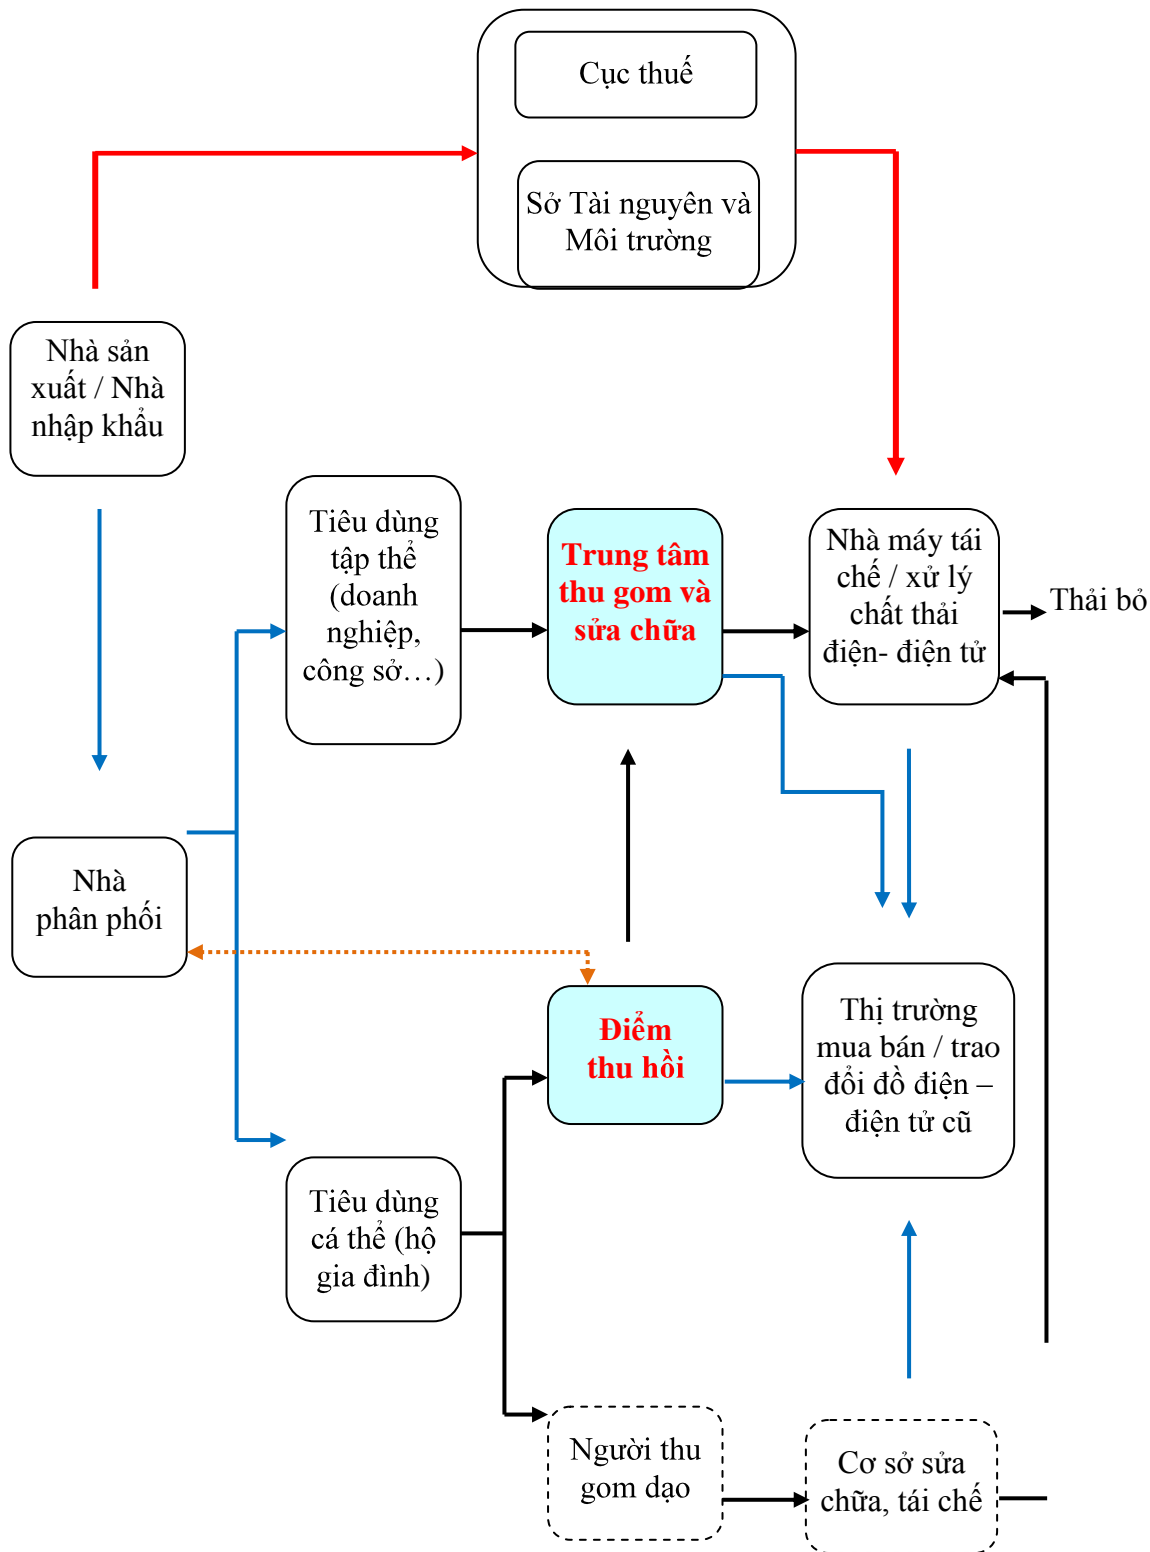 Cục thuế
Sở Tài nguyên và
Môi trường
Nhà sản
xuất / Nhà
nhập khẩu
Tiêu dùng
tập thể
(doanh
nghiệp,
công sở…)
Trung tâm
thu gom và
sửa chữa
Nhà máy tái
chế / xử lý
chất thải
điện- điện tử
Thải bỏ
Nhà
phân phối
Điểm
thu hồi
Thị trường
mua bán / trao
đổi đồ điện –
điện tử cũ
Tiêu dùng
cá thể (hộ
gia đình)
Người thu
gom dạo
Cơ sở sửa
chữa, tái chế